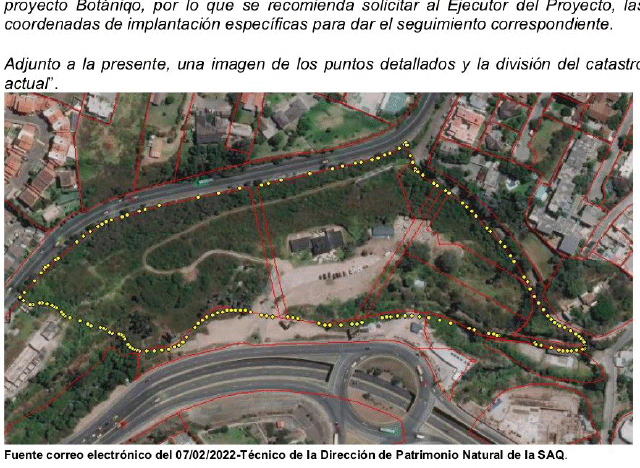 proyecto Botániqo, por lo que se recomienda solicitar al Ejecutor del Proyecto, las
coordenadas de implantación específicas para dar el seguimiento correspondiente.
Adjunto a la presente, una imagen de los puntos detallados y la división del catastro
actual”.
Fuente correo electrónico del 07/02/2022-Técnico de la Dirección de Patrimonio Natural de la SAQ.